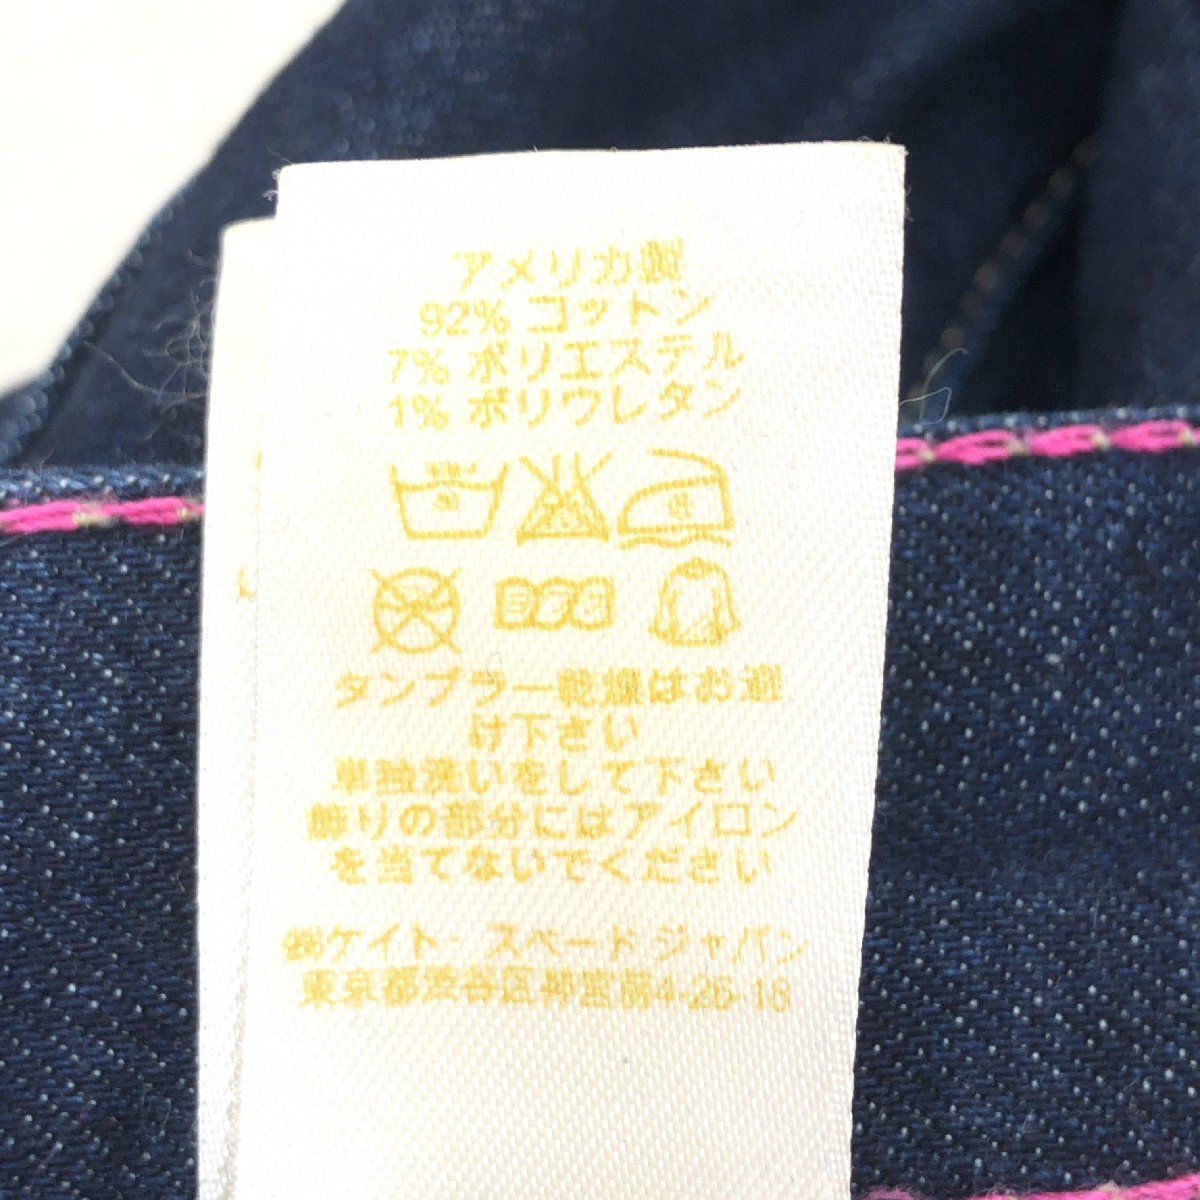 アメリカ製
92% コットン
7% ポリエステル
1% ポリウレタン
タンブラー乾燥はお避
け下さい
単独洗いをして下さい
飾りの部分にはアイロン
を当てないでください
㈱ケイト・スペード ジャパン
東京都渋谷区神宮前4-26-18